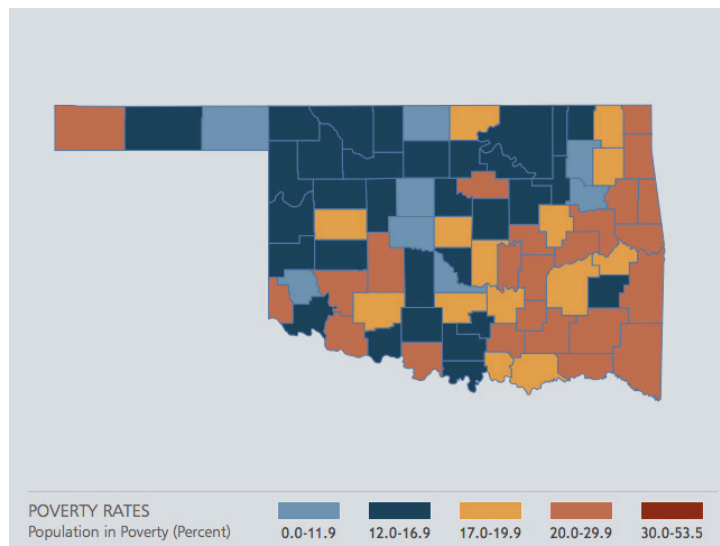 POVERTY RATES
Population in Poverty (Percent)
0.0-11.9
12.0-16.9
17.0-19.9
20.0-29.9
30.0-53.5